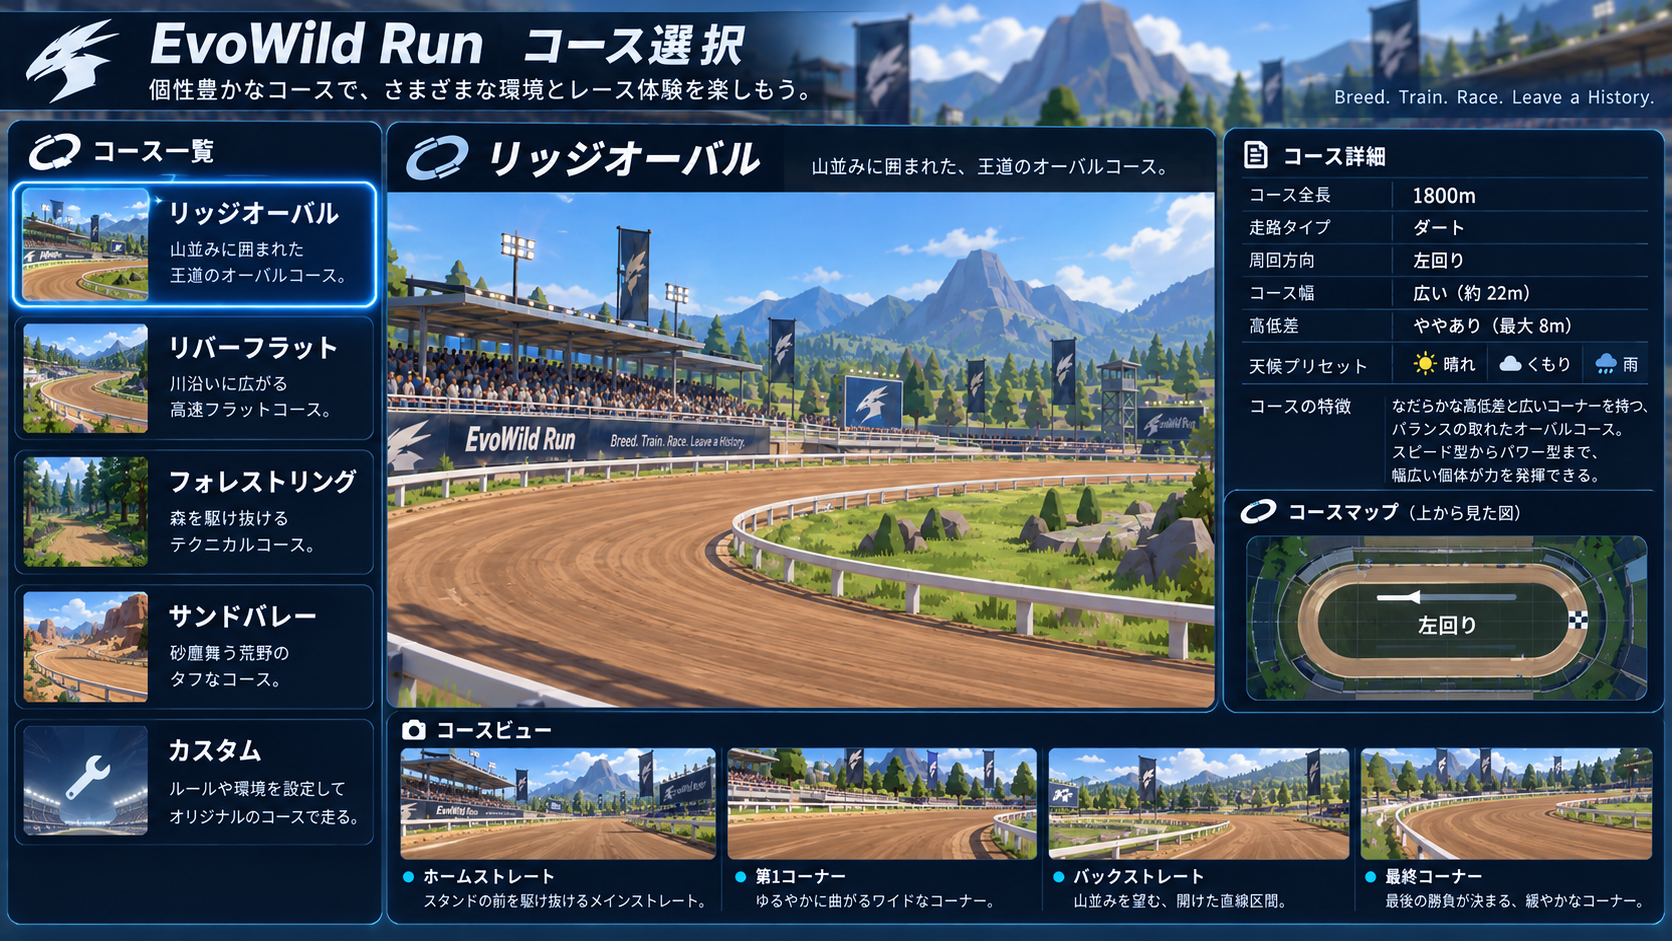 EvoWild Run コース選択
個性豊かなコースで、さまざまな環境とレース体験を楽しもう。
Breed. Train. Race. Leave a History.
コース一覧
リッジオーバル
山並みに囲まれた
王道のオーバルコース。
リバーフラット
川沿いに広がる
高速フラットコース。
フォレストリング
森を駆け抜ける
テクニカルコース。
サンドバレー
砂塵舞う荒野の
タフなコース。
カスタム
ルールや環境を設定して
オリジナルのコースで走る。
リッジオーバル
山並みに囲まれた、王道のオーバルコース。
EvoWild Run
Breed. Train. Race. Leave a History.
EvoWild Run
コース詳細
コース全長 1800m
走路タイプ ダート
周回方向 左回り
コース幅 広い（約 22m）
高低差 ややあり（最大 8m）
天候プリセット 晴れ くもり 雨
コースの特徴 なだらかな高低差と広いコーナーを持つ、
バランスの取れたオーバルコース。
スピード型からパワー型まで、
幅広い個体が力を発揮できる。
コースマップ（上から見た図）
左回り
コースビュー
EvoWild Run
ホームストレート
スタンドの前を駆け抜けるメインストレート。
第1コーナー
ゆるやかに曲がるワイドなコーナー。
バックストレート
山並みを望む、開けた直線区間。
最終コーナー
最後の勝負が決まる、緩やかなコーナー。